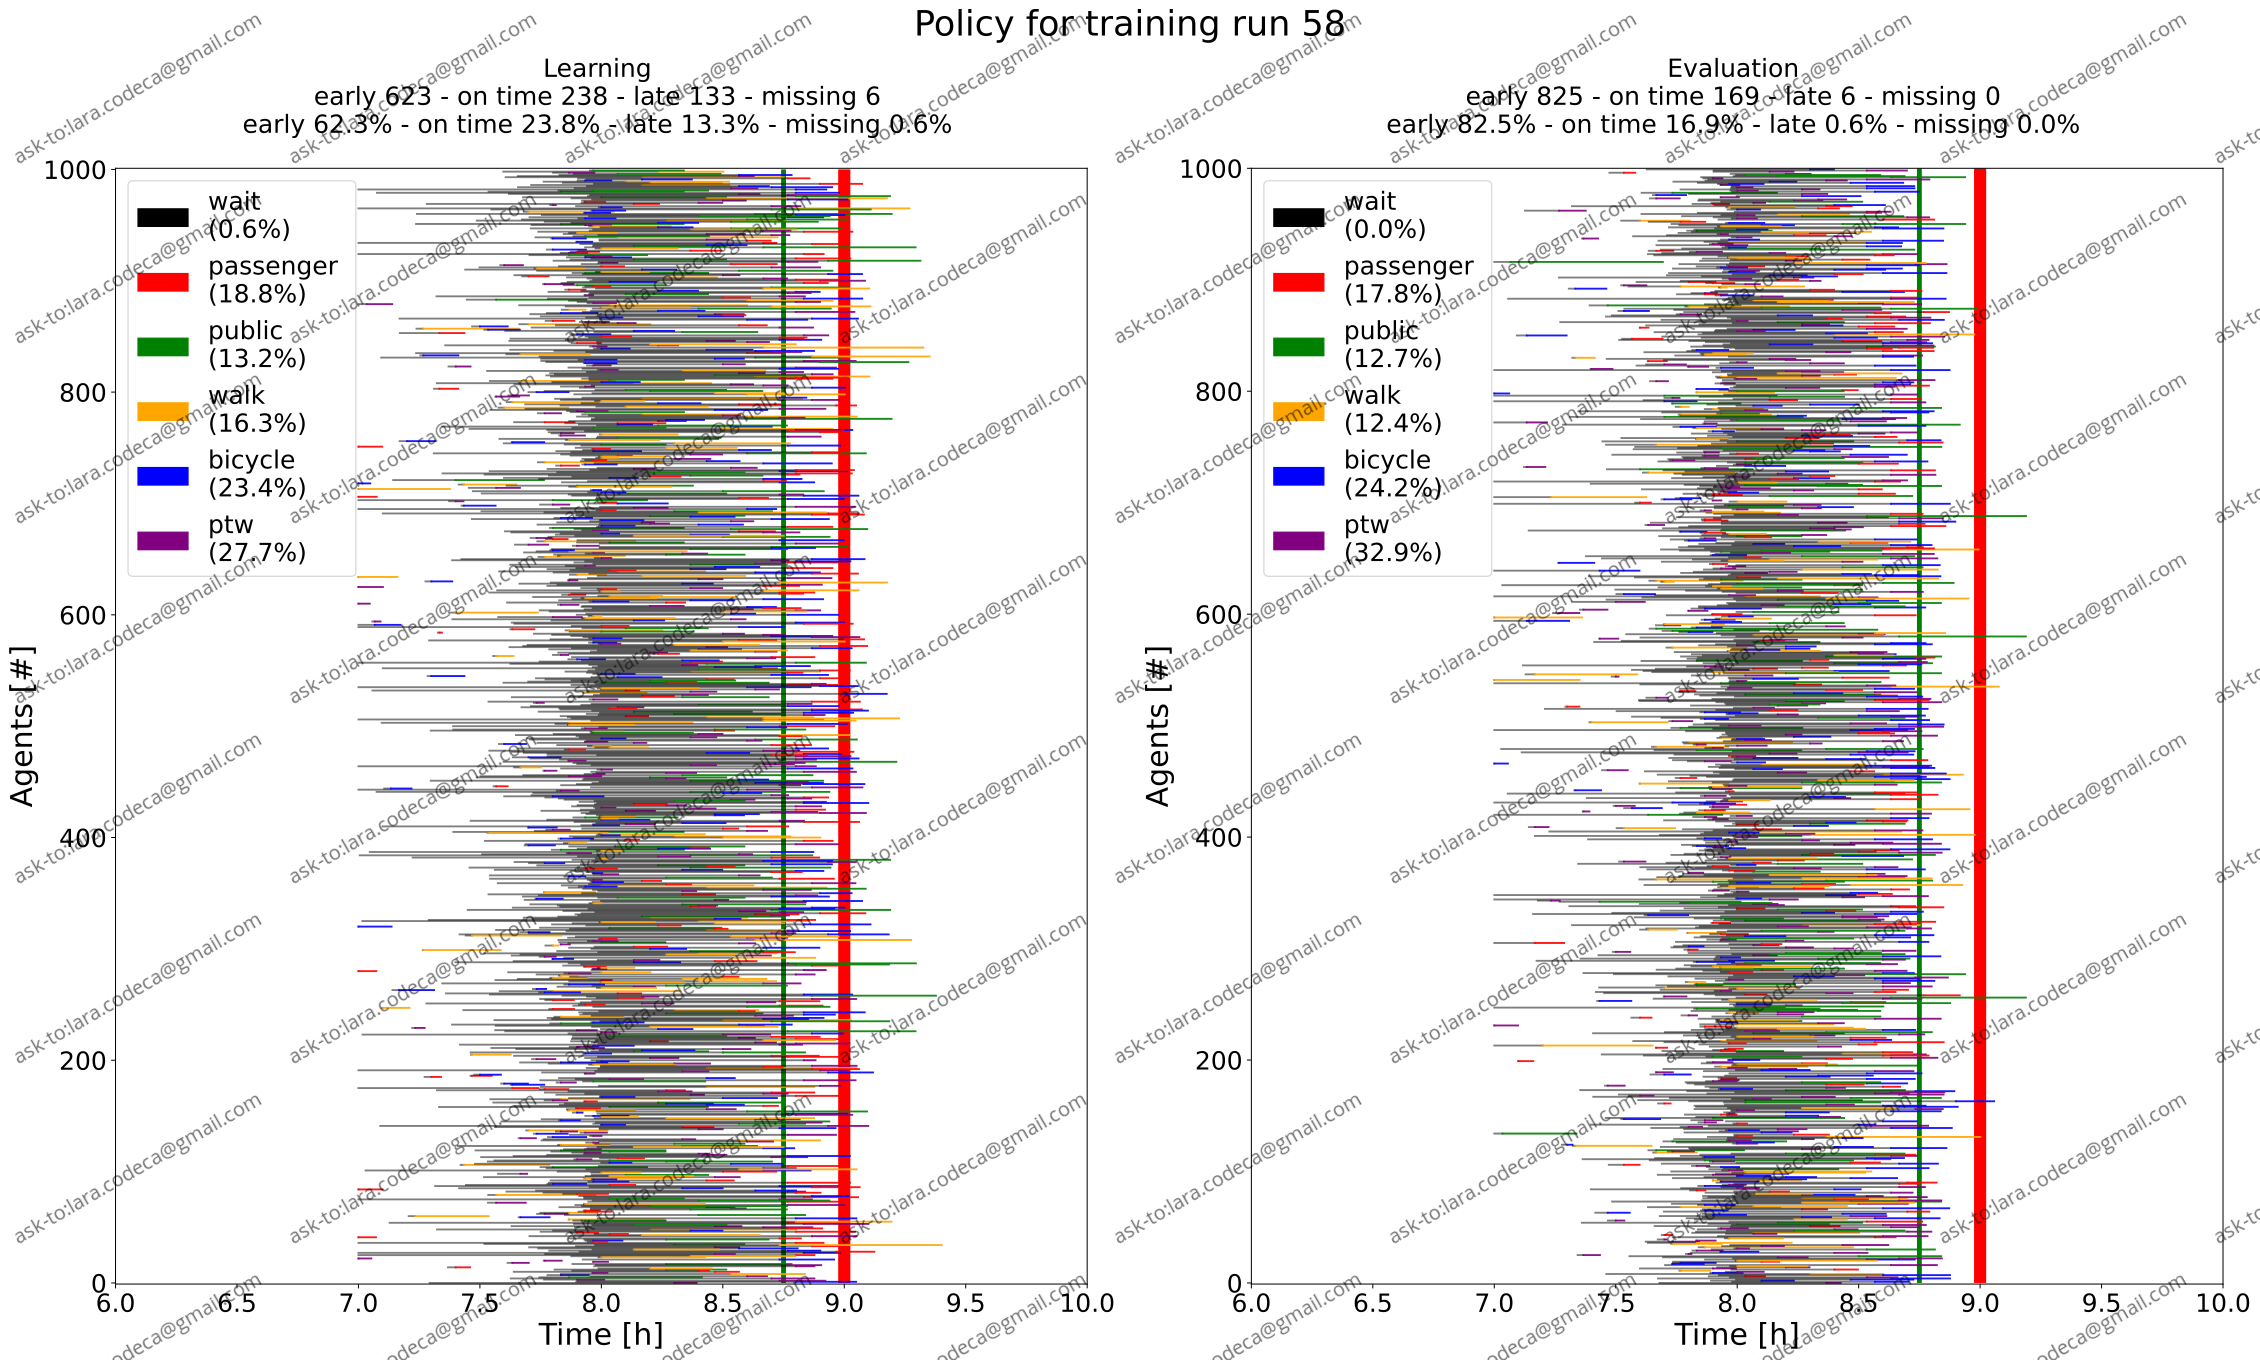 Policy for training run 58
Learning
early 623 - on time 238 - late 133 - missing 6
early 62.3% - on time 23.8% - late 13.3% - missing 0.6%
Evaluation
early 825 - on time 169 - late 6 - missing 0
early 82.5% - on time 16.9% - late 0.6% - missing 0.0%
1000
800
600
400
200
0
Agents [#]
wait
(0.6%)
passenger
(18.8%)
public
(13.2%)
walk
(16.3%)
bicycle
(23.4%)
ptw
(27.7%)
6.0 6.5 7.0 7.5 8.0 8.5 9.0 9.5 10.0
Time [h]
1000
800
600
400
200
0
Agents [#]
wait
(0.0%)
passenger
(17.8%)
public
(12.7%)
walk
(12.4%)
bicycle
(24.2%)
ptw
(32.9%)
6.0 6.5 7.0 7.5 8.0 8.5 9.0 9.5 10.0
Time [h]
ask-to:lara.codeca@gmail.com